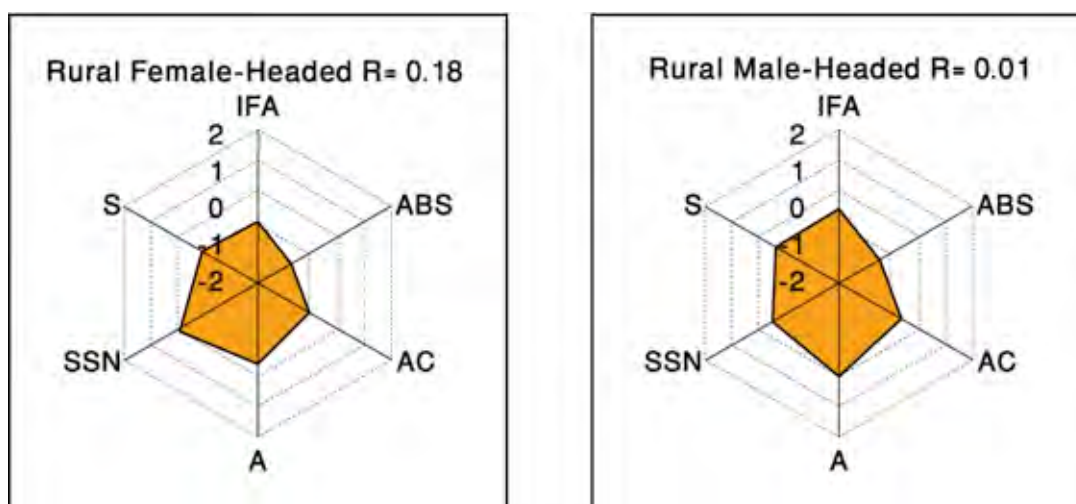 Rural Female-Headed R= 0.18
IFA
2
1
0
-1
-2
S
ABS
SSN
AC
A
Rural Male-Headed R= 0.01
IFA
2
1
0
-1
-2
S
ABS
SSN
AC
A